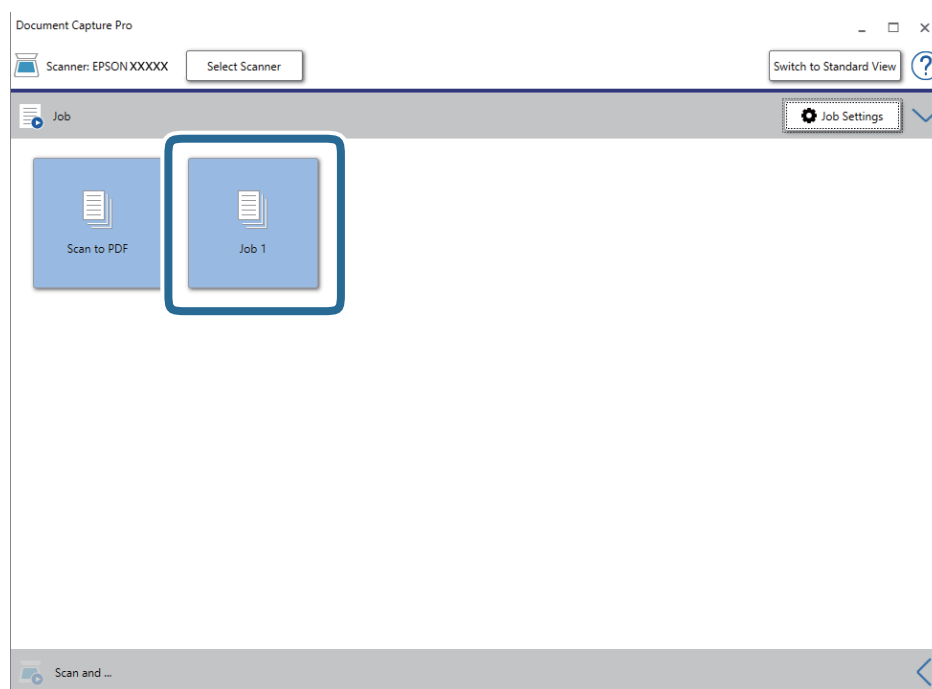 Document Capture Pro
Scanner: EPSON XXXXX
Select Scanner
Switch to Standard View
?
Job
Job Settings
Scan to PDF
Job 1
Scan and ...